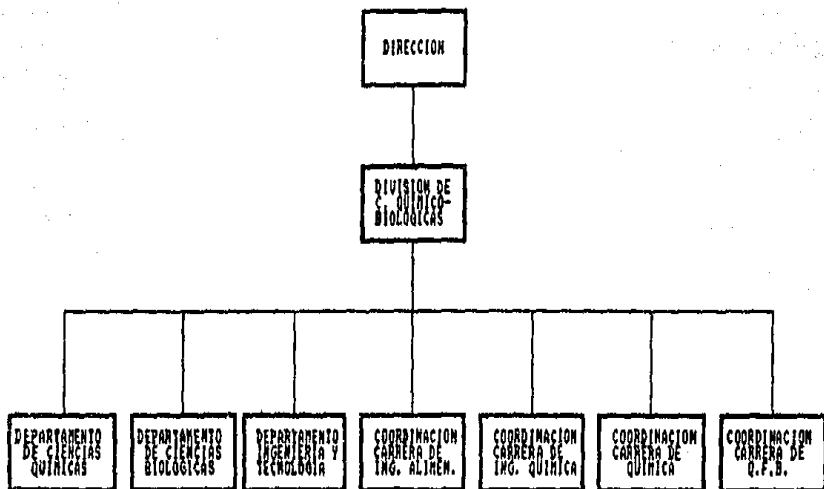 DIRECCION
DIVISION DE
C. QUIMICO-
BIOLOGICAS
DEPARTAMENTO
DE CIENCIAS
QUIMICAS
DEPARTAMENTO
DE CIENCIAS
BIOLOGICAS
DEPARTAMENTO
INGENIERIA Y
TECNOLOGIA
COORDINACION
CARRERA DE
ING. ALIMEN.
COORDINACION
CARRERA DE
ING. QUIMICA
COORDINACION
CARRERA DE
QUIMICA
COORDINACION
CARRERA DE
Q.F.B.